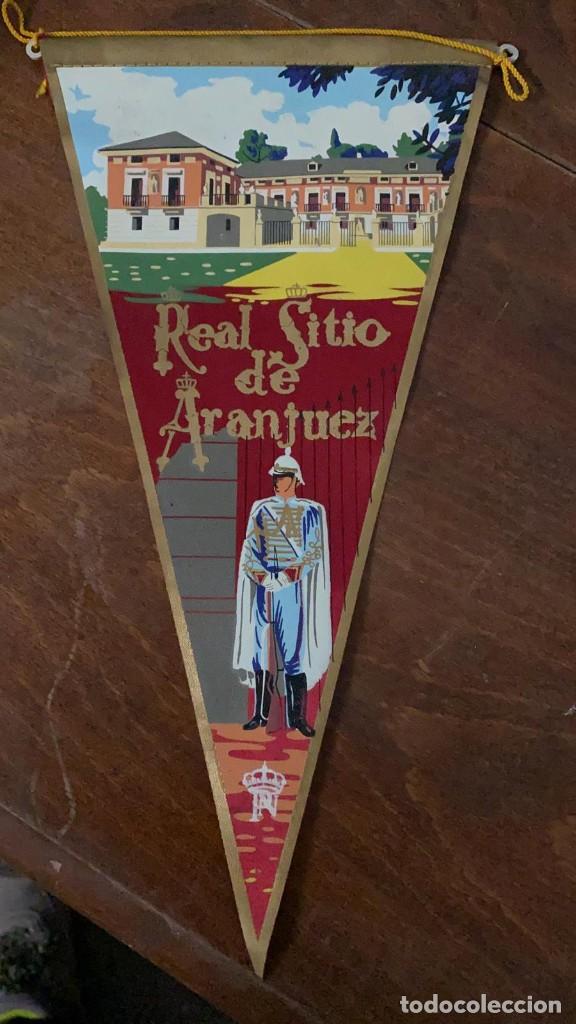 Real Sitio
de
Aranjuez
N
todocoleccion